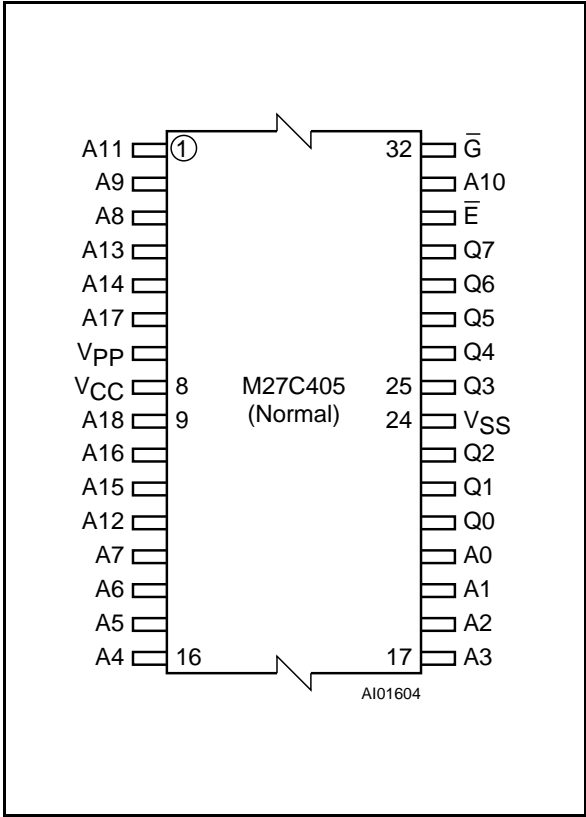 A11 1 32 G̅
A9 A10
A8 E̅
A13 Q7
A14 Q6
A17 Q5
VPP Q4
VCC 8 M27C405 25 Q3
A18 9 (Normal) 24 VSS
A16 Q2
A15 Q1
A12 Q0
A7 A0
A6 A1
A5 A2
A4 16 17 A3
AI01604